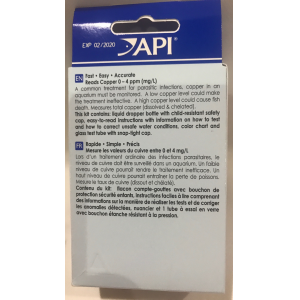 EXP 02/2020
API
EN
Fast • Easy • Accurate
Reads Copper 0 – 4 ppm (mg/L)
A common treatment for parasitic infections, copper in an
aquarium must be monitored. A low copper level could make
the treatment ineffective. A high copper level could cause fish
death. Measures total copper (dissolved & chelated).
This kit contains: liquid dropper bottle with child-resistant safety
cap, easy-to-read instructions with information on how to test
and how to correct unsafe water conditions, color chart and
glass test tube with snap-tight cap.
FR
Rapide • Simple • Précis
Mesure les valeurs du cuivre entre 0 et 4 mg/L
Lors d'un traitement ordinaire des infections parasitaires, le
niveau de cuivre doit être surveillé dans un aquarium. Un faible
niveau de cuivre pourrait rendre le traitement inefficace. Un
haut niveau de cuivre pourrait entraîner la perte de poissons.
Mesure le taux de cuivre (dissout et chélaté).
Contenu du kit: flacon compte-gouttes avec bouchon de
protection sécurité enfants, instructions faciles à lire comprenant
des informations sur la manière de réaliser les tests et de corriger
les anomalies détectées, nuancier et 1 tube à essai en verre
avec bouchon étanche résistant à la pression.